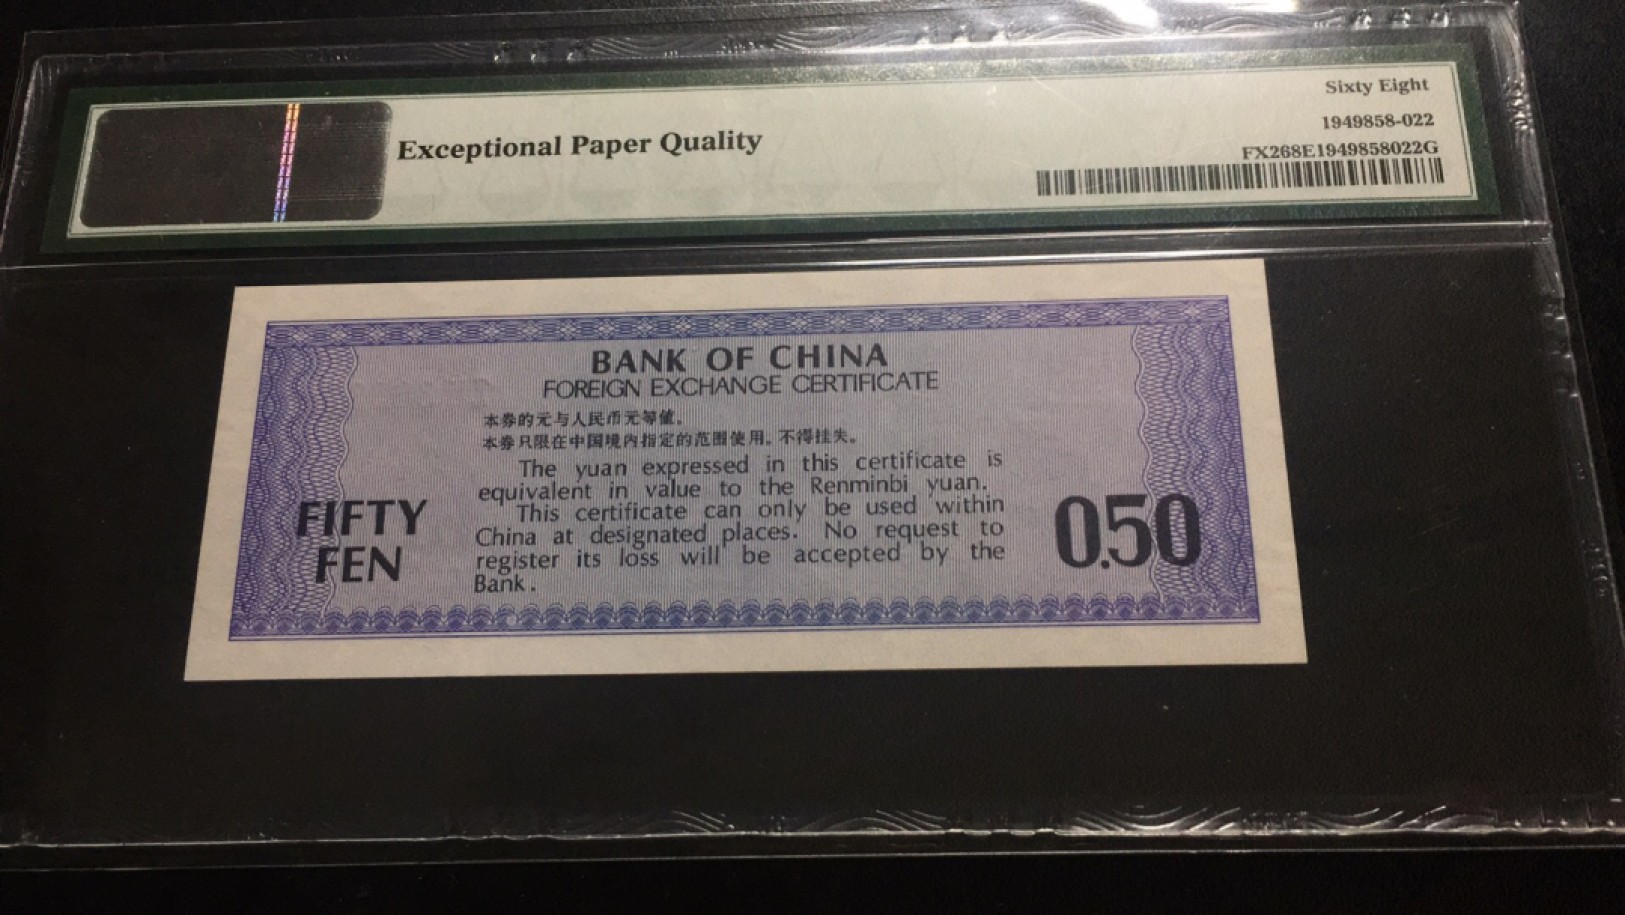 Sixty Eight
1949858-022
Exceptional Paper Quality
FX268E1949858022G
BANK OF CHINA
FOREIGN EXCHANGE CERTIFICATE
本券的元与人民币元等值。
本券只限在中国境内指定的范围使用。不得挂失。
The yuan expressed in this certificate is
equivalent in value to the Renminbi yuan.
This certificate can only be used within
China at designated places. No request to
register its loss will be accepted by the
Bank.
FIFTY
FEN
0.50